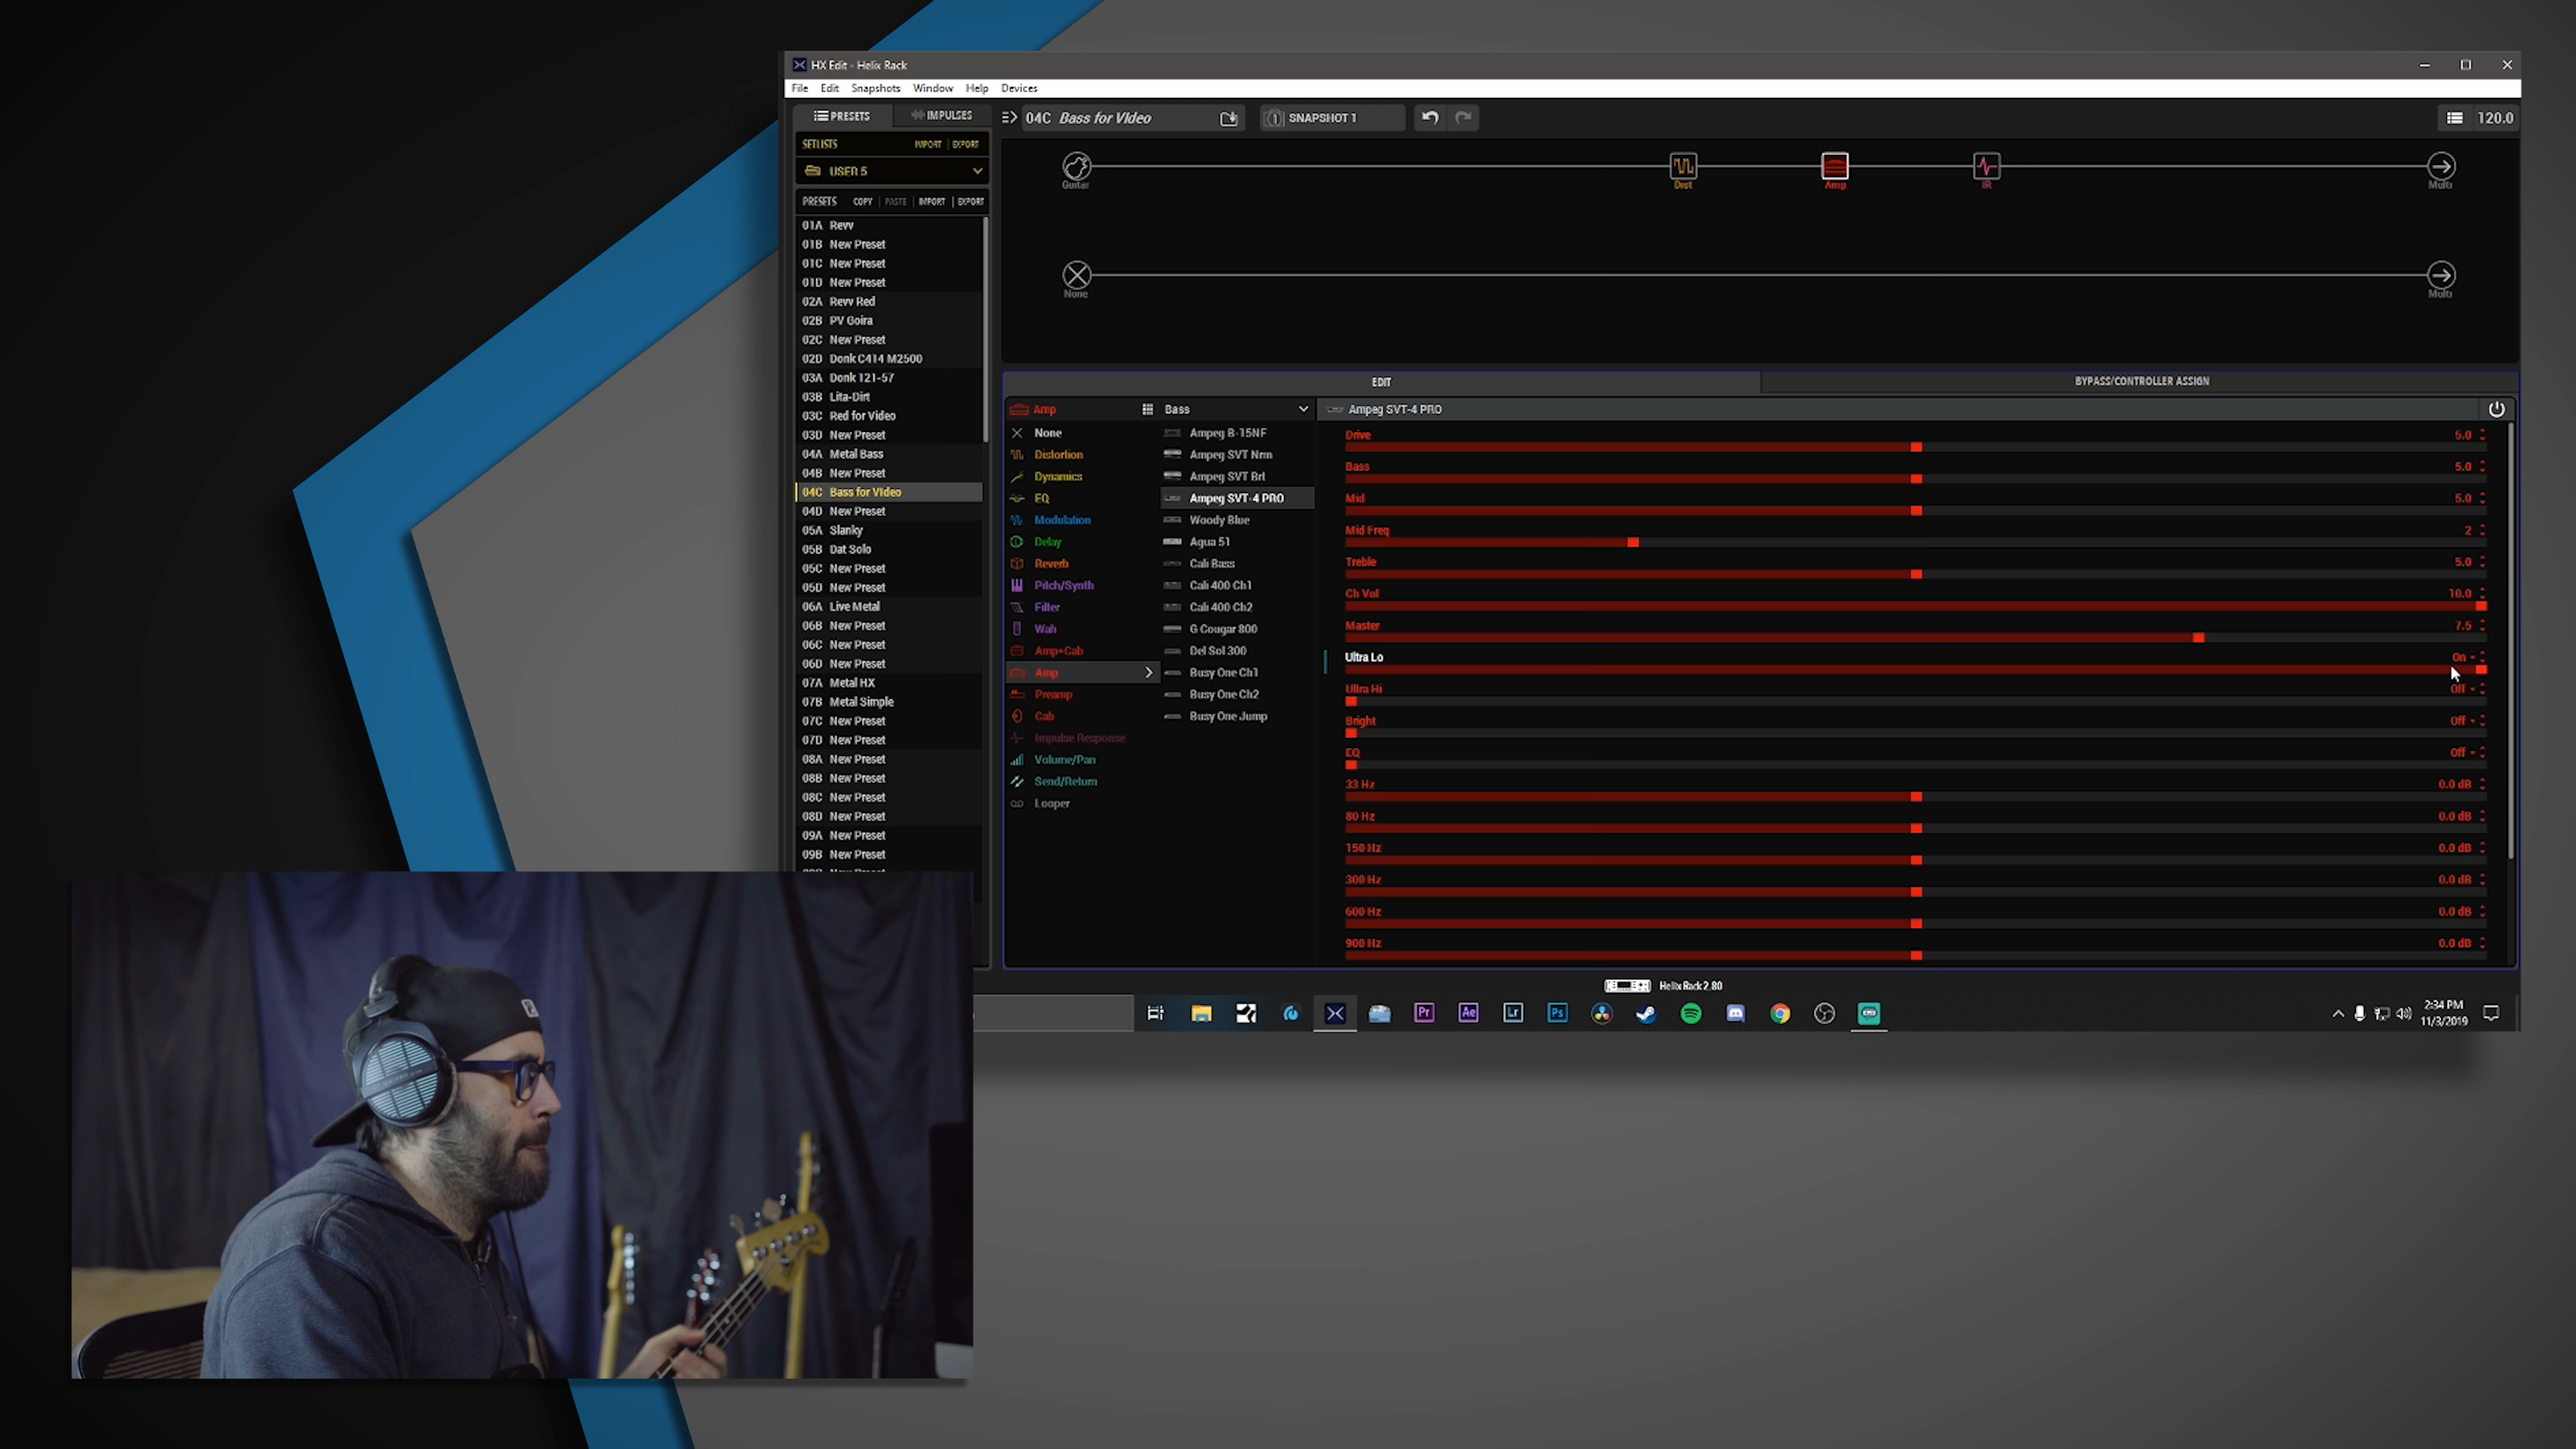 HX Edit - Helix Rack
File Edit Snapshots Window Help Devices
PRESETS IMPULSES
04C Bass for VIdeo
SNAPSHOT 1
120.0
SETLISTS IMPORT | EXPORT
USER 5
PRESETS COPY | PASTE | IMPORT | EXPORT
01A Revv
01B New Preset
01C New Preset
01D New Preset
02A Revv Red
02B PV Goira
02C New Preset
02D Donk C414 M2500
03A Donk 121-57
03B Lita-Dirt
03C Red for Video
03D New Preset
04A Metal Bass
04B New Preset
04C Bass for VIdeo
04D New Preset
05A Slanky
05B Dat Solo
05C New Preset
05D New Preset
06A Live Metal
06B New Preset
06C New Preset
06D New Preset
07A Metal HX
07B Metal Simple
07C New Preset
07D New Preset
08A New Preset
08B New Preset
08C New Preset
08D New Preset
09A New Preset
09B New Preset
Guitar
Dist
Amp
IR
Multi
None
Multi
EDIT
BYPASS/CONTROLLER ASSIGN
Amp
None
Distortion
Dynamics
EQ
Modulation
Delay
Reverb
Pitch/Synth
Filter
Wah
Amp+Cab
Amp
Preamp
Cab
Impulse Response
Volume/Pan
Send/Return
Looper
Bass
Ampeg B-15NF
Ampeg SVT Nrm
Ampeg SVT Brt
Ampeg SVT-4 PRO
Woody Blue
Agua 51
Cali Bass
Cali 400 Ch1
Cali 400 Ch2
G Cougar 800
Del Sol 300
Busy One Ch1
Busy One Ch2
Busy One Jump
Ampeg SVT-4 PRO
Drive 5.0
Bass 5.0
Mid 5.0
Mid Freq 2
Treble 5.0
Ch Vol 10.0
Master 7.5
Ultra Lo On
Ultra Hi Off
Bright Off
EQ Off
33 Hz 0.0 dB
80 Hz 0.0 dB
150 Hz 0.0 dB
300 Hz 0.0 dB
600 Hz 0.0 dB
900 Hz 0.0 dB
Helix Rack 2.80
Pr
Ae
Lr
Ps
2:34 PM
11/3/2019